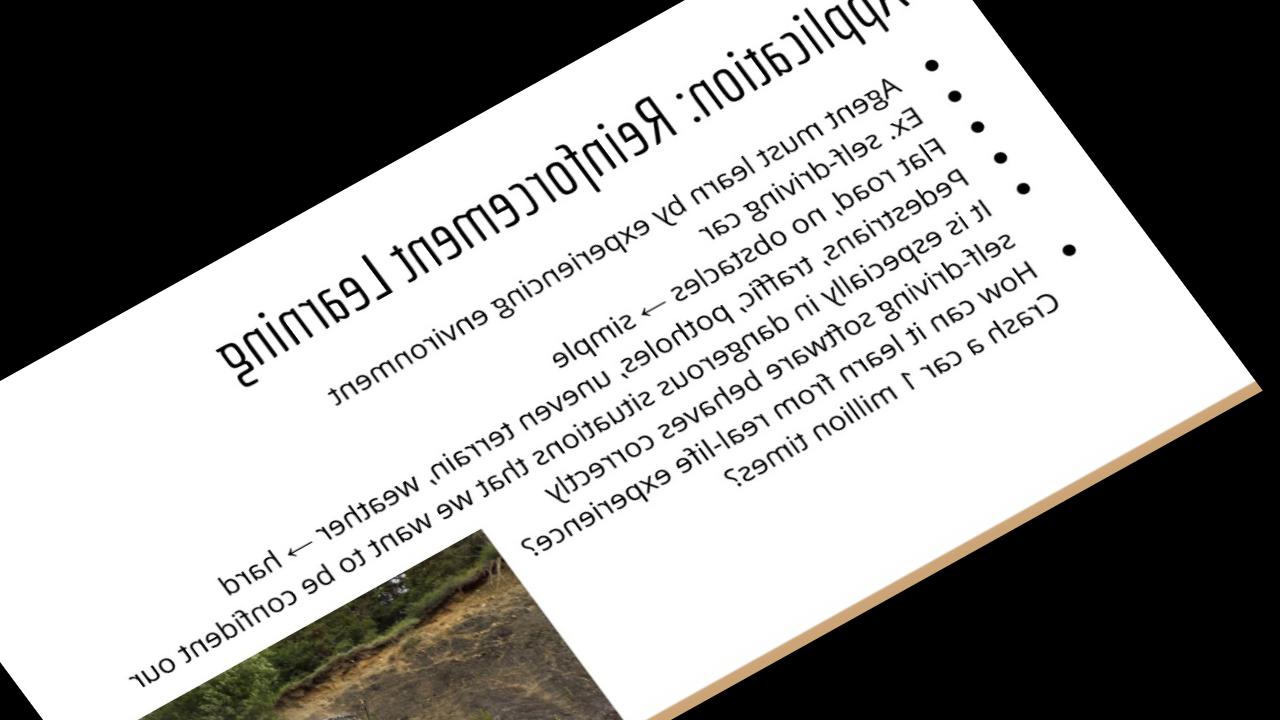 Application: Reinforcement Learning
Agent must learn by experiencing environment
Ex. self-driving car
Flat road, no obstacles → simple
Pedestrians, traffic, potholes, uneven terrain, weather → hard
It is especially in dangerous situations that we want to be confident our
self-driving software behaves correctly
How can it learn from real-life experience?
Crash a car 1 million times?